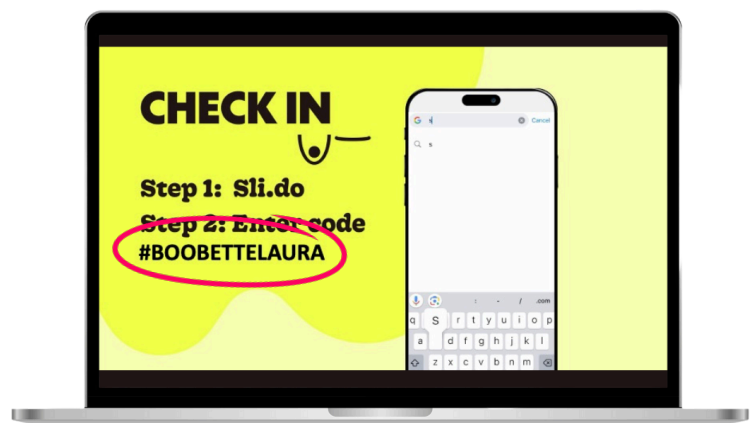 CHECK IN
Step 1: Sli.do
Step 2: Enter code
#BOOBETTELAURA
s Cancel
s
: - / .com
q S r t y u i o p
a d f g h j k l
z x c v b n m